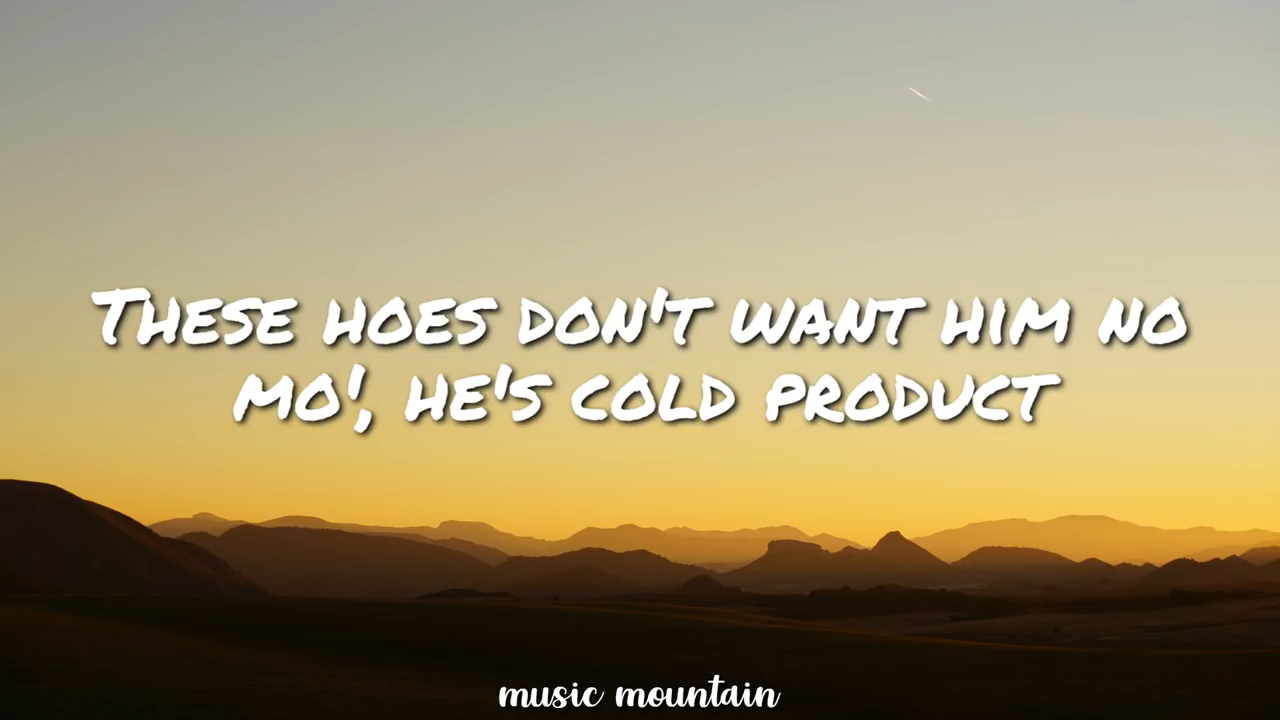 These hoes don't want him no
mo', he's cold product
music mountain